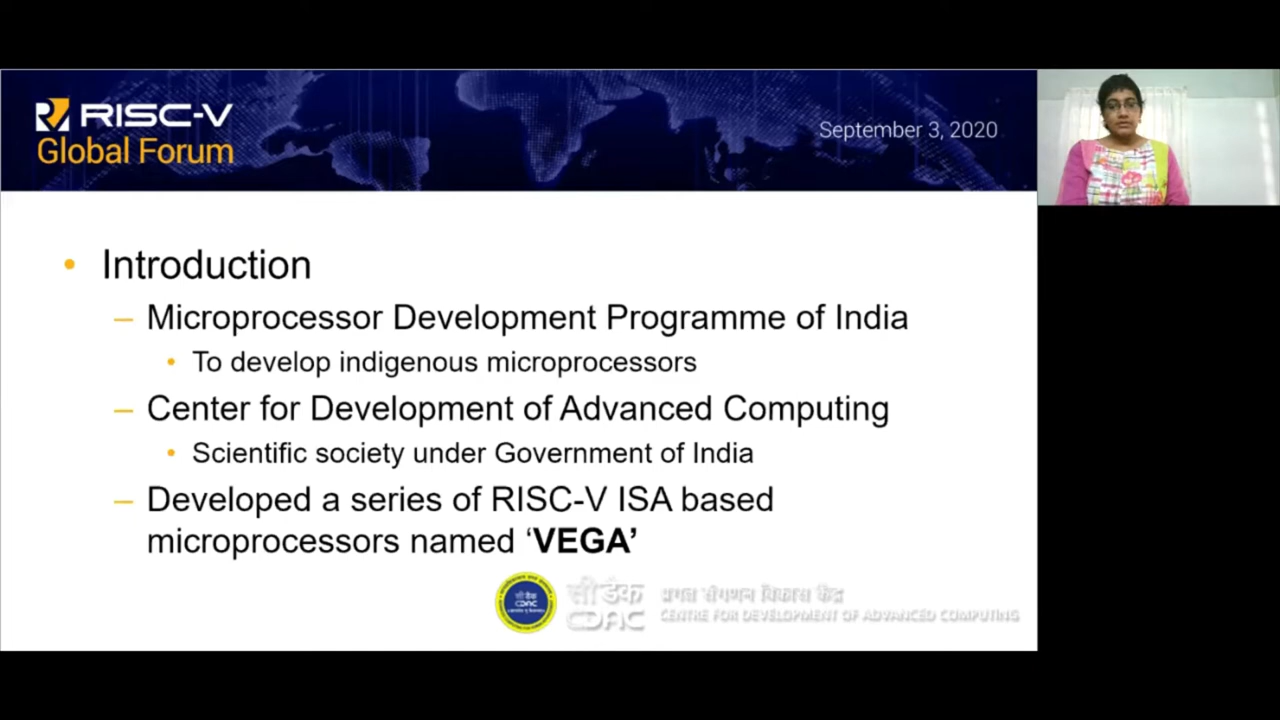 RISC-V
Global Forum
September 3, 2020
• Introduction
– Microprocessor Development Programme of India
• To develop indigenous microprocessors
– Center for Development of Advanced Computing
• Scientific society under Government of India
– Developed a series of RISC-V ISA based
microprocessors named ‘VEGA’
सी डैक
CDAC
प्रगत संगणन विकास केंद्र
CENTRE FOR DEVELOPMENT OF ADVANCED COMPUTING